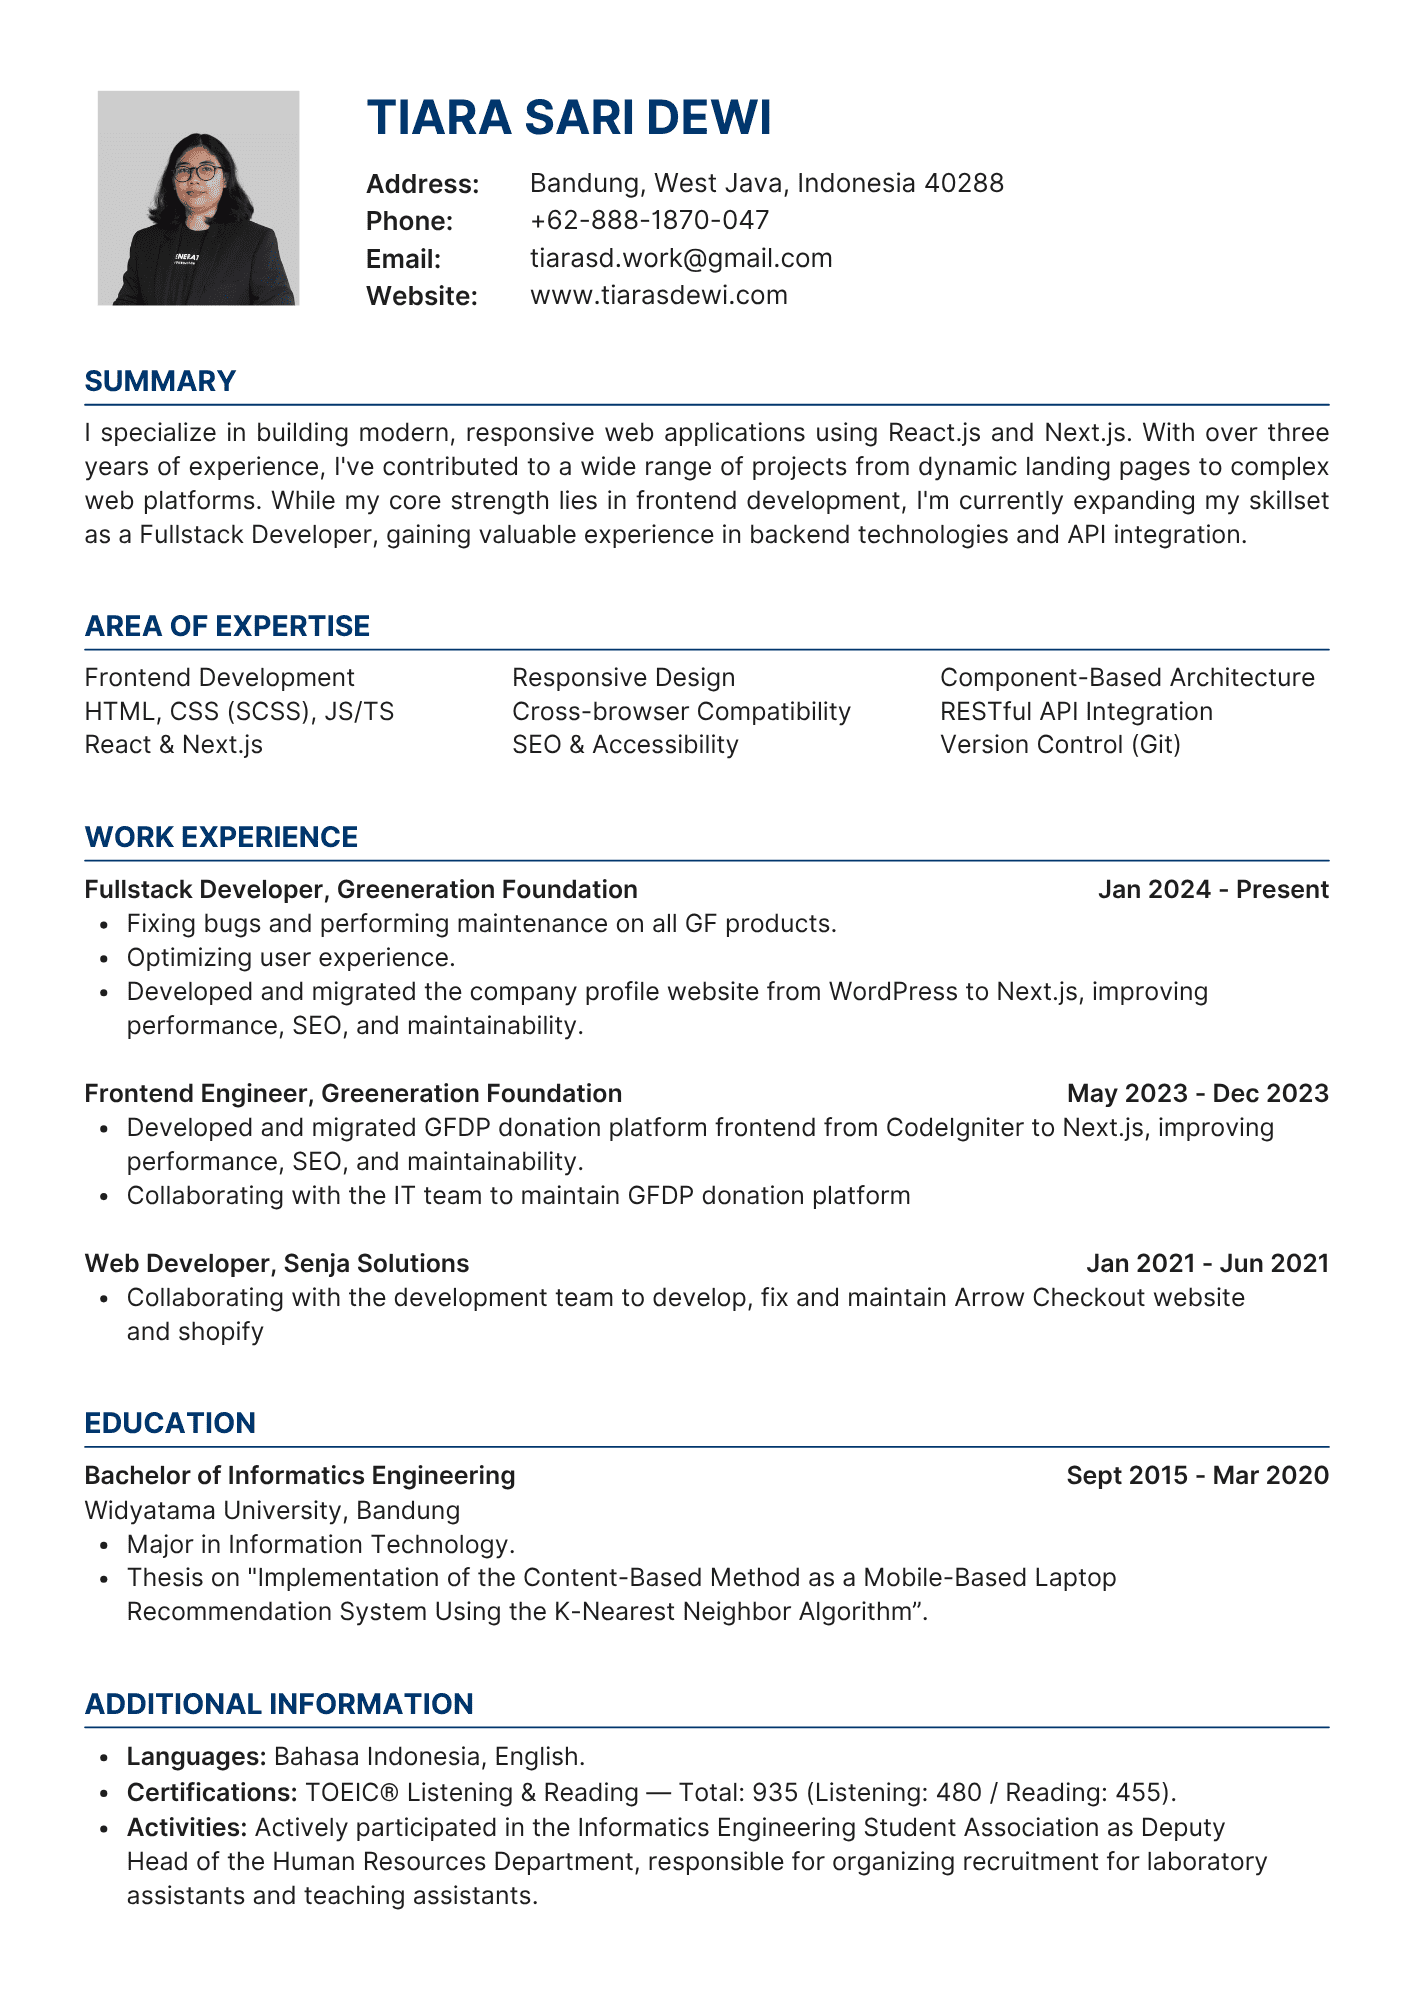 TIARA SARI DEWI
Address: Bandung, West Java, Indonesia 40288
Phone: +62-888-1870-047
Email: tiarasd.work@gmail.com
Website: www.tiarasdewi.com
SUMMARY
I specialize in building modern, responsive web applications using React.js and Next.js. With over three
years of experience, I've contributed to a wide range of projects from dynamic landing pages to complex
web platforms. While my core strength lies in frontend development, I'm currently expanding my skillset
as a Fullstack Developer, gaining valuable experience in backend technologies and API integration.
AREA OF EXPERTISE
Frontend Development Responsive Design Component-Based Architecture
HTML, CSS (SCSS), JS/TS Cross-browser Compatibility RESTful API Integration
React & Next.js SEO & Accessibility Version Control (Git)
WORK EXPERIENCE
Fullstack Developer, Greeneration Foundation Jan 2024 - Present
• Fixing bugs and performing maintenance on all GF products.
• Optimizing user experience.
• Developed and migrated the company profile website from WordPress to Next.js, improving
performance, SEO, and maintainability.
Frontend Engineer, Greeneration Foundation May 2023 - Dec 2023
• Developed and migrated GFDP donation platform frontend from CodeIgniter to Next.js, improving
performance, SEO, and maintainability.
• Collaborating with the IT team to maintain GFDP donation platform
Web Developer, Senja Solutions Jan 2021 - Jun 2021
• Collaborating with the development team to develop, fix and maintain Arrow Checkout website
and shopify
EDUCATION
Bachelor of Informatics Engineering Sept 2015 - Mar 2020
Widyatama University, Bandung
• Major in Information Technology.
• Thesis on "Implementation of the Content-Based Method as a Mobile-Based Laptop
Recommendation System Using the K-Nearest Neighbor Algorithm”.
ADDITIONAL INFORMATION
• Languages: Bahasa Indonesia, English.
• Certifications: TOEIC® Listening & Reading — Total: 935 (Listening: 480 / Reading: 455).
• Activities: Actively participated in the Informatics Engineering Student Association as Deputy
Head of the Human Resources Department, responsible for organizing recruitment for laboratory
assistants and teaching assistants.